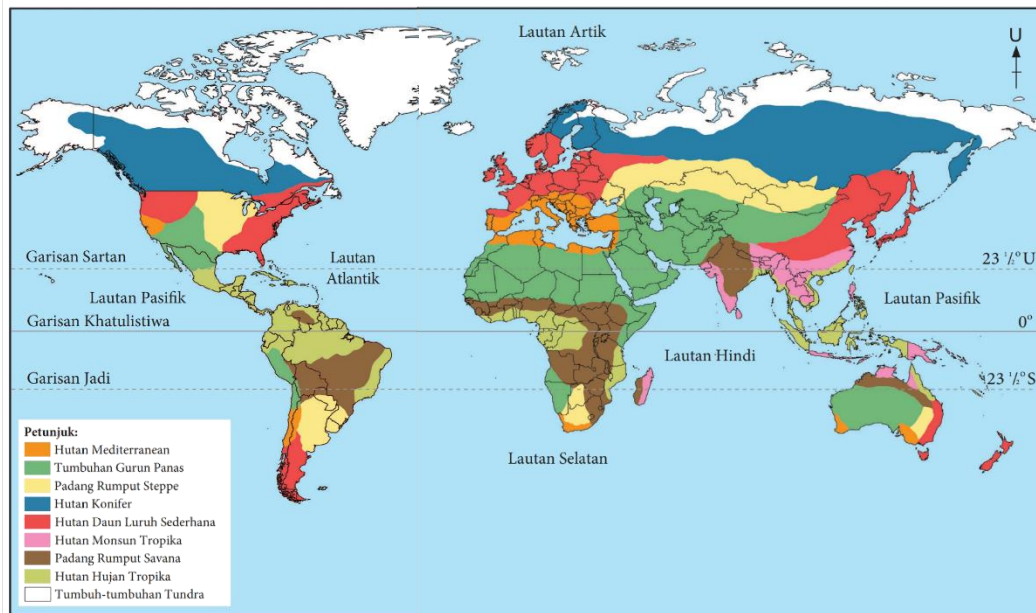 Lautan Artik
U
Garisan Sartan
Lautan
Atlantik
23 ½° U
Lautan Pasifik
Lautan Pasifik
Garisan Khatulistiwa
0°
Lautan Hindi
Garisan Jadi
23 ½° S
Lautan Selatan
Petunjuk:
Hutan Mediterranean
Tumbuhan Gurun Panas
Padang Rumput Steppe
Hutan Konifer
Hutan Daun Luruh Sederhana
Hutan Monsun Tropika
Padang Rumput Savana
Hutan Hujan Tropika
Tumbuh-tumbuhan Tundra